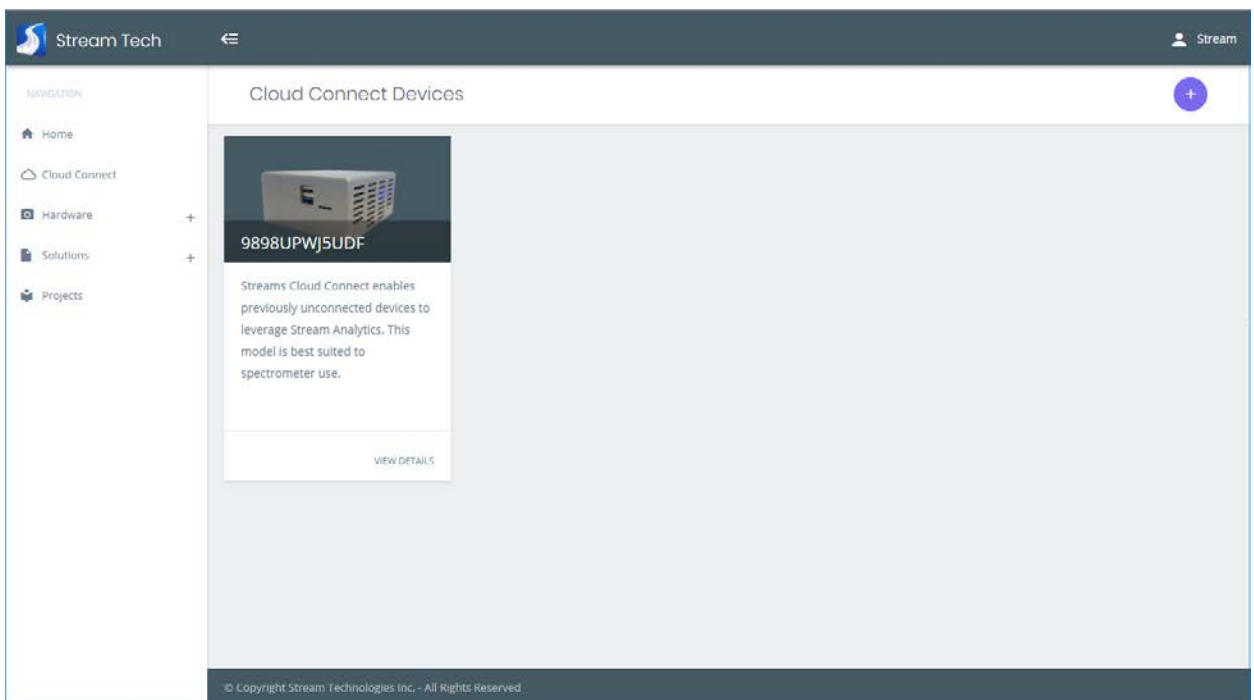 Stream Tech
Stream
NAVIGATION
Home
Cloud Connect
Hardware +
Solutions +
Projects
Cloud Connect Devices
+
9898UPWJ5UDF
Streams Cloud Connect enables
previously unconnected devices to
leverage Stream Analytics. This
model is best suited to
spectrometer use.
VIEW DETAILS
© Copyright Stream Technologies Inc. - All Rights Reserved